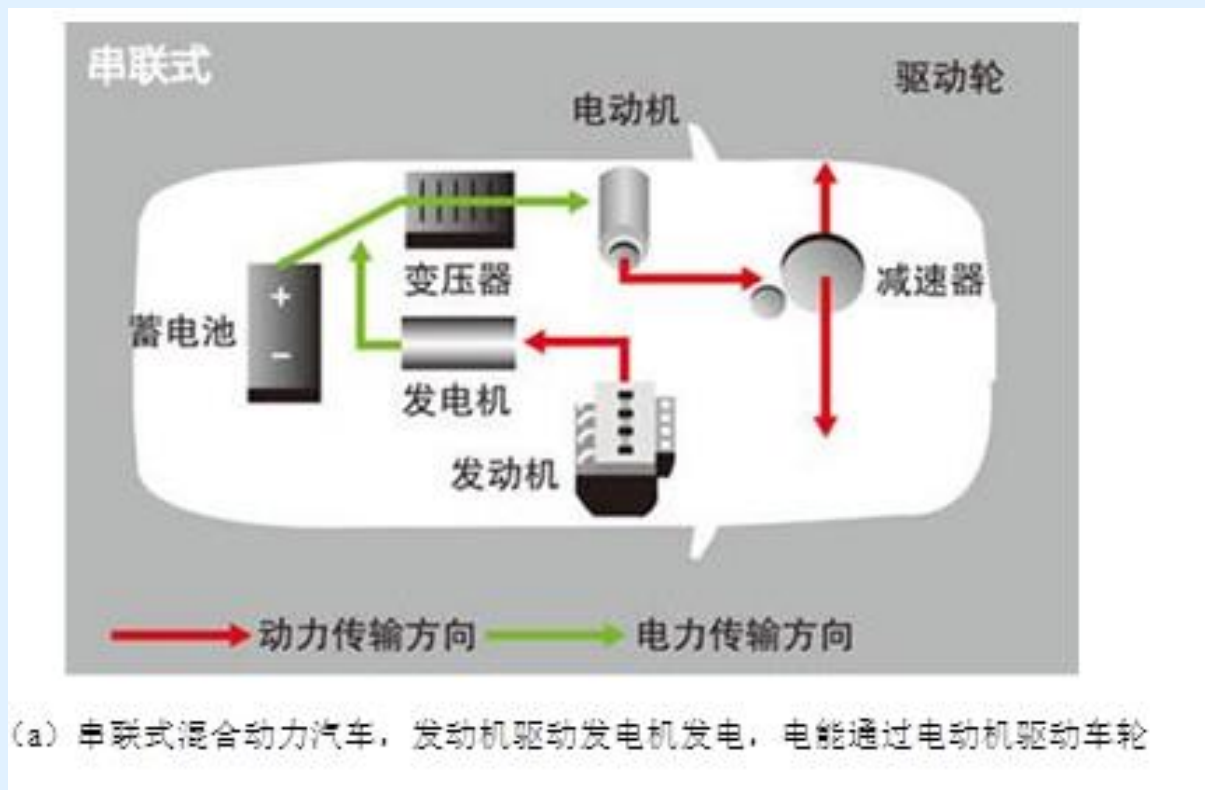 串联式
驱动轮
电动机
变压器
减速器
蓄电池
+
−
发电机
发动机
动力传输方向
电力传输方向
(a) 串联式混合动力汽车，发动机驱动发电机发电，电能通过电动机驱动车轮